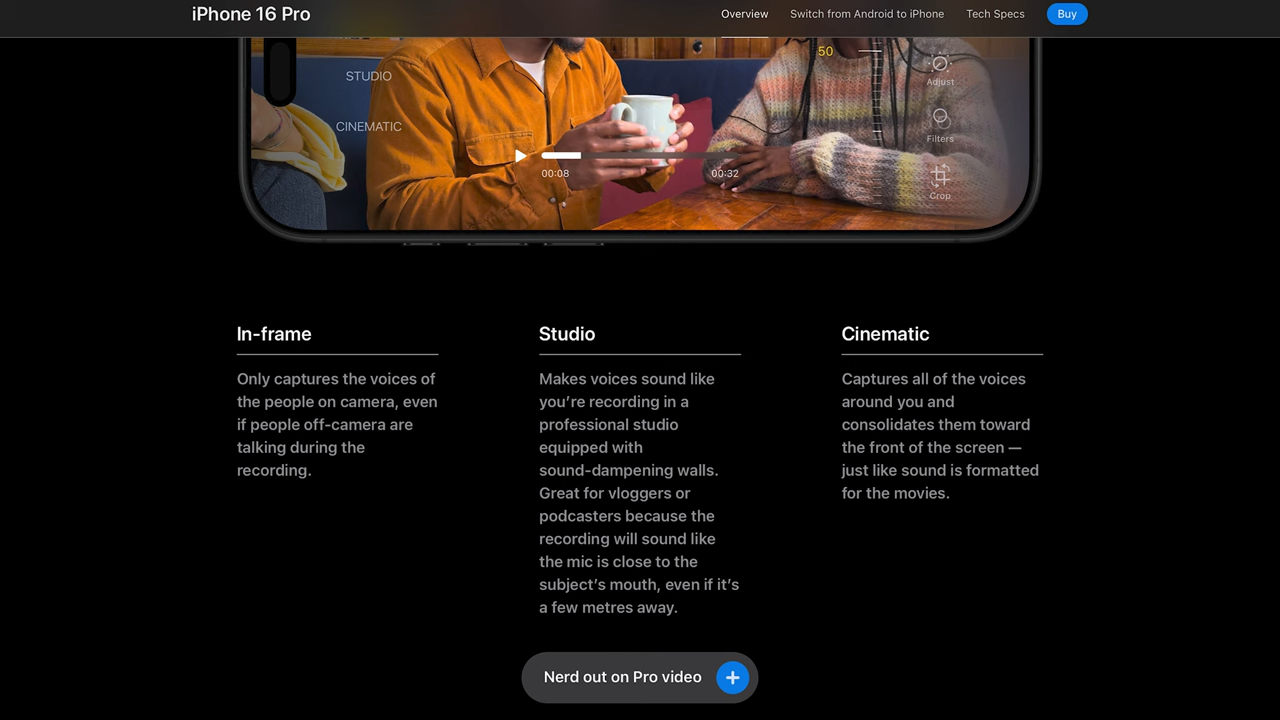 iPhone 16 Pro
Overview
Switch from Android to iPhone
Tech Specs
Buy
50
STUDIO
Adjust
CINEMATIC
Filters
00:08
00:32
Crop
In-frame
Only captures the voices of
the people on camera, even
if people off-camera are
talking during the
recording.
Studio
Makes voices sound like
you’re recording in a
professional studio
equipped with
sound-dampening walls.
Great for vloggers or
podcasters because the
recording will sound like
the mic is close to the
subject’s mouth, even if it’s
a few metres away.
Cinematic
Captures all of the voices
around you and
consolidates them toward
the front of the screen —
just like sound is formatted
for the movies.
Nerd out on Pro video